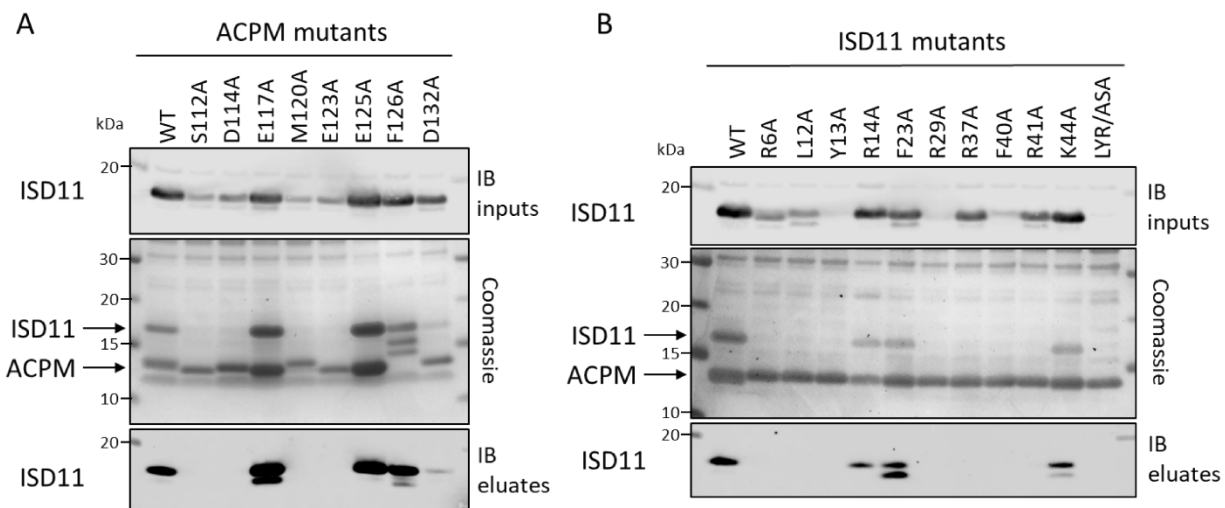 A
ACPM mutants
WT
S112A
D114A
E117A
M120A
E123A
E125A
F126A
D132A
kDa
20
ISD11
IB
inputs
30
20
ISD11
15
ACPM
10
Coomassie
20
ISD11
IB
eluates
B
ISD11 mutants
WT
R6A
L12A
Y13A
R14A
F23A
R29A
R37A
F40A
R41A
K44A
LYR/ASA
kDa
20
ISD11
IB
inputs
30
20
ISD11
15
ACPM
10
Coomassie
20
ISD11
IB
eluates